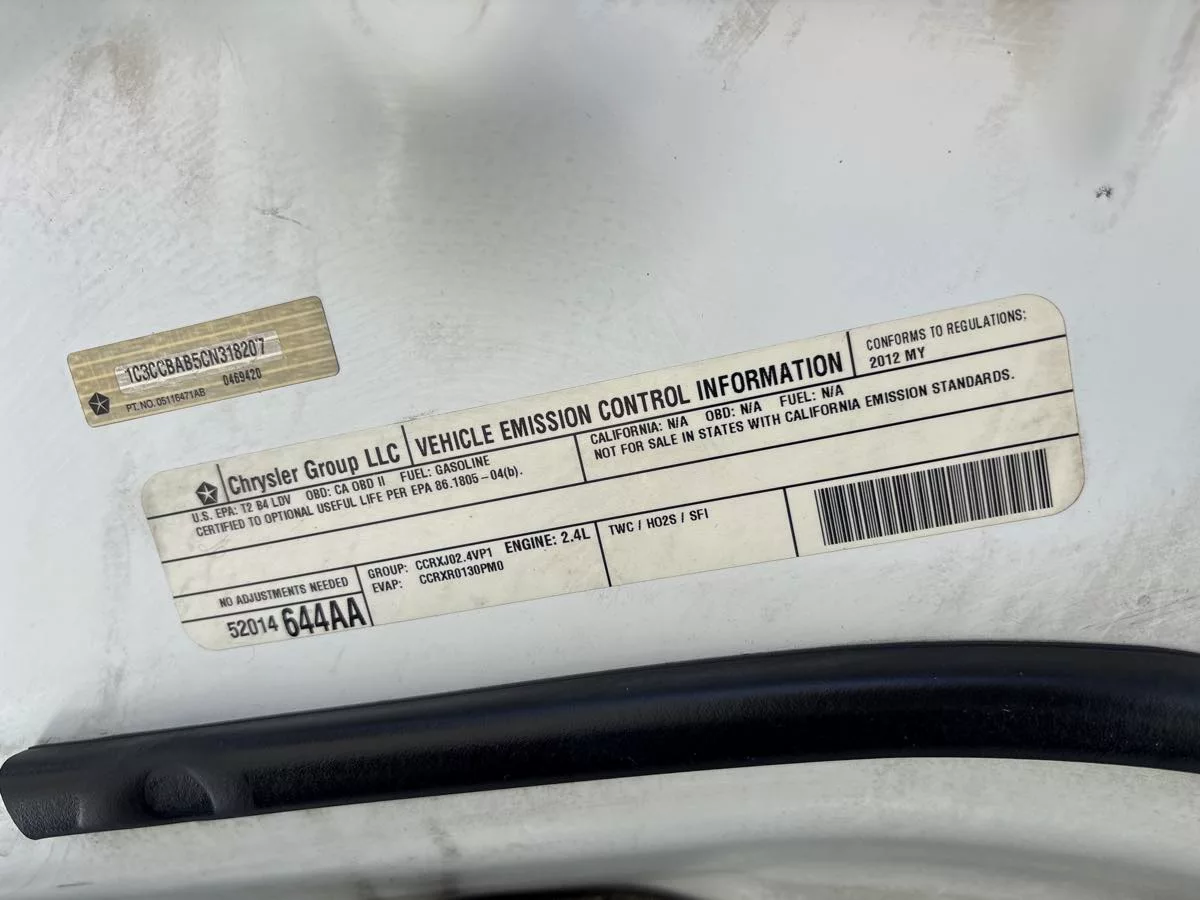 1C3CCBAB5CN318207
PT. NO. 05116471AB 0469420
Chrysler Group LLC
VEHICLE EMISSION CONTROL INFORMATION
CONFORMS TO REGULATIONS:
2012 MY
U.S. EPA: T2 B4 LDV OBD: CA OBD II FUEL: GASOLINE
CERTIFIED TO OPTIONAL USEFUL LIFE PER EPA 86.1805-04(b).
CALIFORNIA: N/A OBD: N/A FUEL: N/A
NOT FOR SALE IN STATES WITH CALIFORNIA EMISSION STANDARDS.
NO ADJUSTMENTS NEEDED
52014 644AA
GROUP: CCRXJ02.4VP1 ENGINE: 2.4L
EVAP: CCRXR0130PM0
TWC / HO2S / SFI